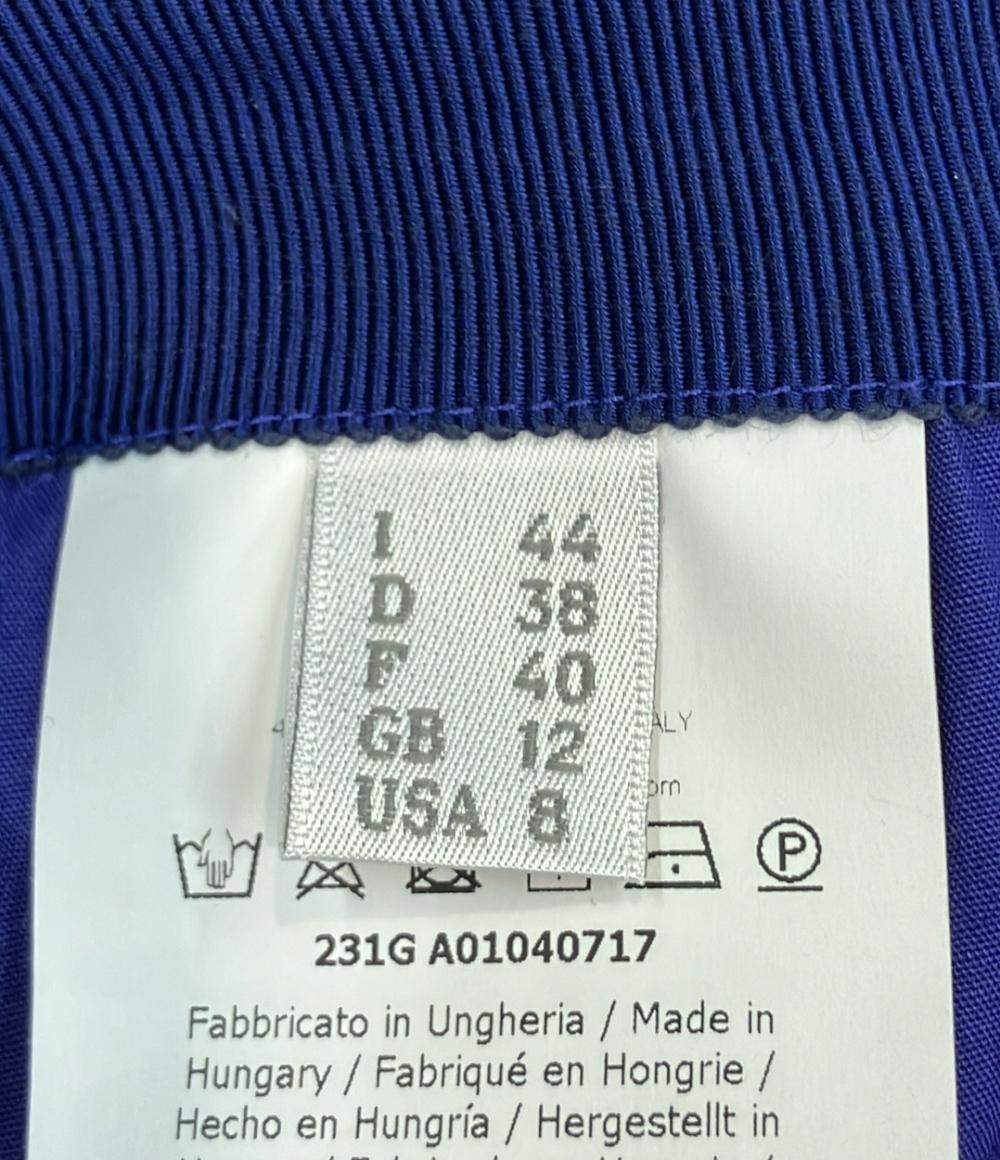 I 44
D 38
F 40
GB 12
USA 8
P
231G A01040717
Fabbricato in Ungheria / Made in
Hungary / Fabriqué en Hongrie /
Hecho en Hungría / Hergestellt in